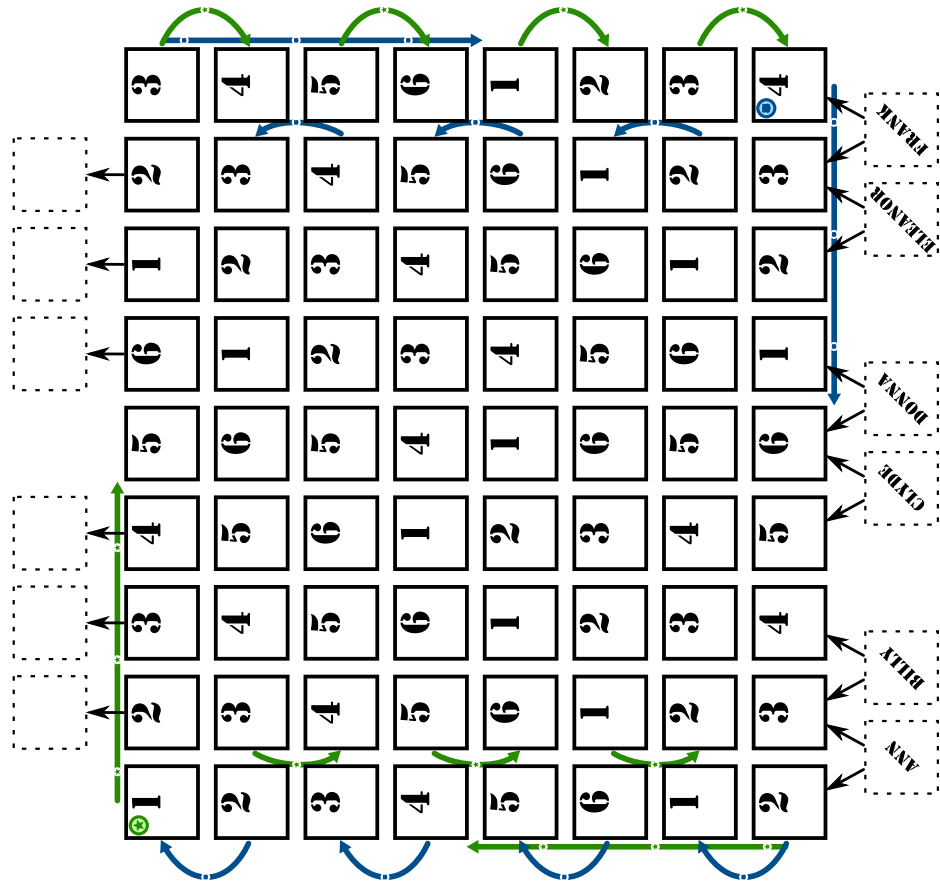 1 2 3 4 5 6 1 2 3
2 3 4 5 6 1 2 3 4
3 4 5 6 5 2 3 4 5
4 5 6 1 4 3 4 5 6
5 6 1 2 1 4 5 6 1
6 1 2 3 6 5 6 1 2
1 2 3 4 5 6 1 2 3
2 3 4 5 6 1 2 3 4
ANN
BILLY
CLYDE
DONNA
ELEANOR
FRANK